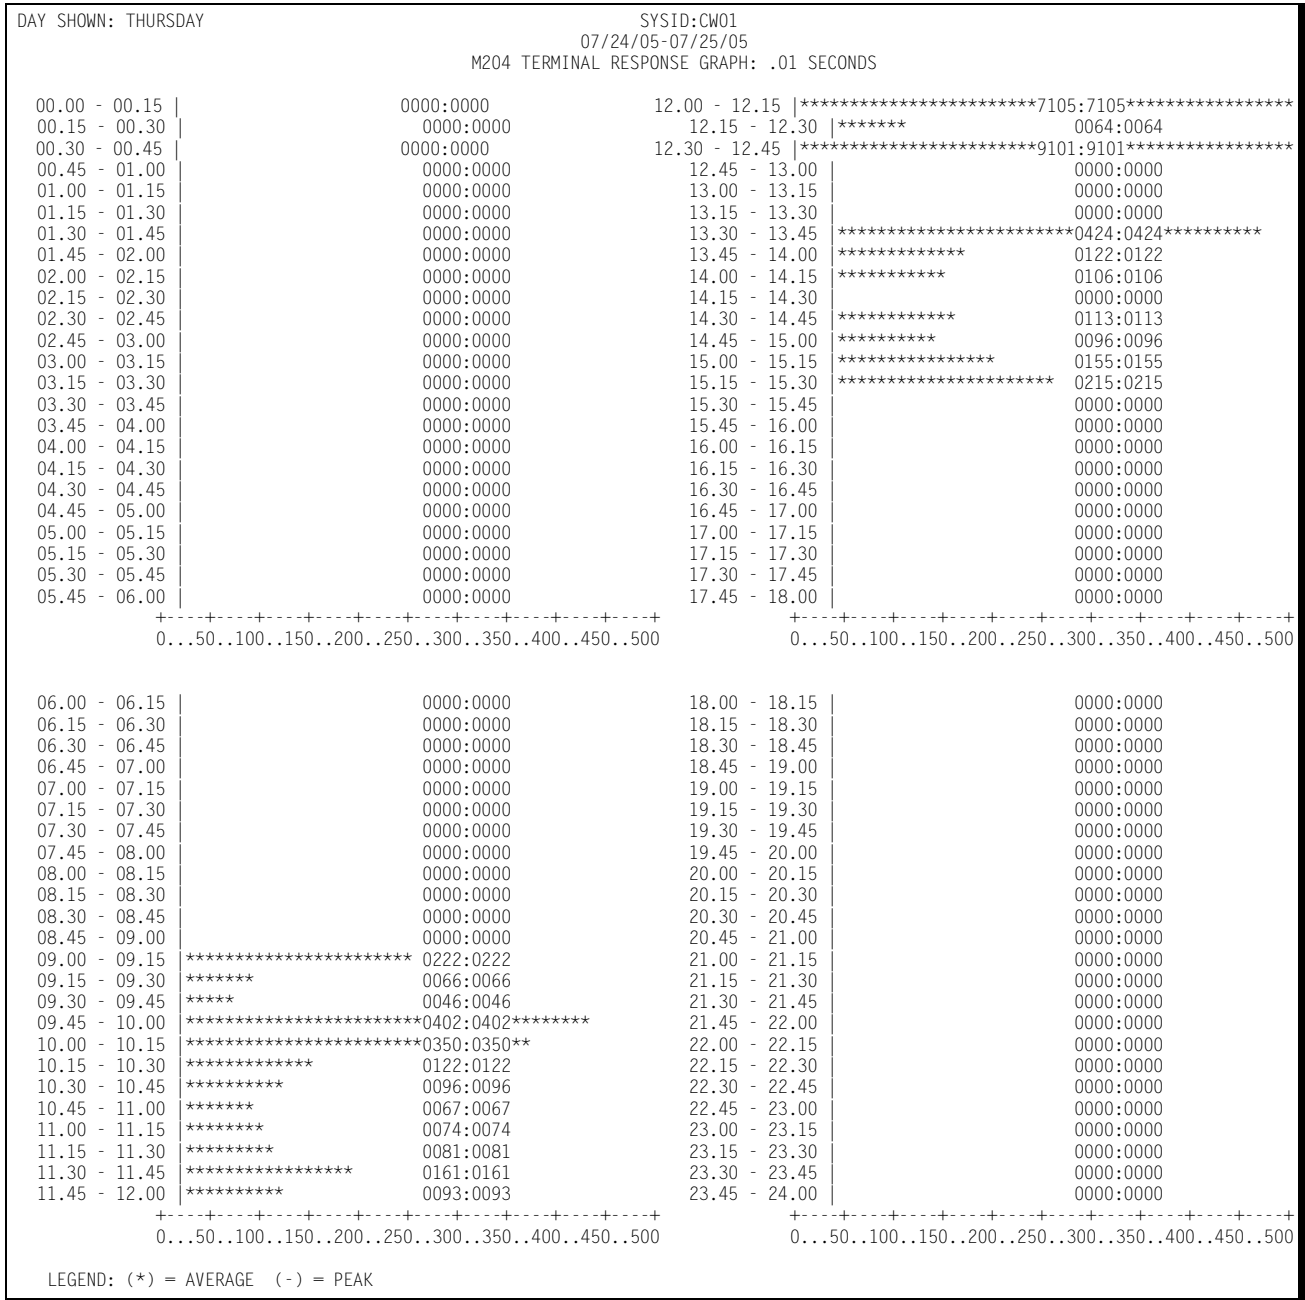 DAY SHOWN: THURSDAY SYSID:CW01
07/24/05-07/25/05
M204 TERMINAL RESPONSE GRAPH: .01 SECONDS
00.00 - 00.15 | 0000:0000 12.00 - 12.15 |************************7105:7105*****************
00.15 - 00.30 | 0000:0000 12.15 - 12.30 |******* 0064:0064
00.30 - 00.45 | 0000:0000 12.30 - 12.45 |************************9101:9101*****************
00.45 - 01.00 | 0000:0000 12.45 - 13.00 | 0000:0000
01.00 - 01.15 | 0000:0000 13.00 - 13.15 | 0000:0000
01.15 - 01.30 | 0000:0000 13.15 - 13.30 | 0000:0000
01.30 - 01.45 | 0000:0000 13.30 - 13.45 |************************0424:0424**********
01.45 - 02.00 | 0000:0000 13.45 - 14.00 |************* 0122:0122
02.00 - 02.15 | 0000:0000 14.00 - 14.15 |*********** 0106:0106
02.15 - 02.30 | 0000:0000 14.15 - 14.30 | 0000:0000
02.30 - 02.45 | 0000:0000 14.30 - 14.45 |************ 0113:0113
02.45 - 03.00 | 0000:0000 14.45 - 15.00 |********** 0096:0096
03.00 - 03.15 | 0000:0000 15.00 - 15.15 |**************** 0155:0155
03.15 - 03.30 | 0000:0000 15.15 - 15.30 |********************** 0215:0215
03.30 - 03.45 | 0000:0000 15.30 - 15.45 | 0000:0000
03.45 - 04.00 | 0000:0000 15.45 - 16.00 | 0000:0000
04.00 - 04.15 | 0000:0000 16.00 - 16.15 | 0000:0000
04.15 - 04.30 | 0000:0000 16.15 - 16.30 | 0000:0000
04.30 - 04.45 | 0000:0000 16.30 - 16.45 | 0000:0000
04.45 - 05.00 | 0000:0000 16.45 - 17.00 | 0000:0000
05.00 - 05.15 | 0000:0000 17.00 - 17.15 | 0000:0000
05.15 - 05.30 | 0000:0000 17.15 - 17.30 | 0000:0000
05.30 - 05.45 | 0000:0000 17.30 - 17.45 | 0000:0000
05.45 - 06.00 | 0000:0000 17.45 - 18.00 | 0000:0000
+----+----+----+----+----+----+----+----+----+----+ +----+----+----+----+----+----+----+----+----+----+
0...50..100..150..200..250..300..350..400..450..500 0...50..100..150..200..250..300..350..400..450..500
06.00 - 06.15 | 0000:0000 18.00 - 18.15 | 0000:0000
06.15 - 06.30 | 0000:0000 18.15 - 18.30 | 0000:0000
06.30 - 06.45 | 0000:0000 18.30 - 18.45 | 0000:0000
06.45 - 07.00 | 0000:0000 18.45 - 19.00 | 0000:0000
07.00 - 07.15 | 0000:0000 19.00 - 19.15 | 0000:0000
07.15 - 07.30 | 0000:0000 19.15 - 19.30 | 0000:0000
07.30 - 07.45 | 0000:0000 19.30 - 19.45 | 0000:0000
07.45 - 08.00 | 0000:0000 19.45 - 20.00 | 0000:0000
08.00 - 08.15 | 0000:0000 20.00 - 20.15 | 0000:0000
08.15 - 08.30 | 0000:0000 20.15 - 20.30 | 0000:0000
08.30 - 08.45 | 0000:0000 20.30 - 20.45 | 0000:0000
08.45 - 09.00 | 0000:0000 20.45 - 21.00 | 0000:0000
09.00 - 09.15 |*********************** 0222:0222 21.00 - 21.15 | 0000:0000
09.15 - 09.30 |******* 0066:0066 21.15 - 21.30 | 0000:0000
09.30 - 09.45 |***** 0046:0046 21.30 - 21.45 | 0000:0000
09.45 - 10.00 |************************0402:0402******** 21.45 - 22.00 | 0000:0000
10.00 - 10.15 |************************0350:0350** 22.00 - 22.15 | 0000:0000
10.15 - 10.30 |************* 0122:0122 22.15 - 22.30 | 0000:0000
10.30 - 10.45 |********** 0096:0096 22.30 - 22.45 | 0000:0000
10.45 - 11.00 |******* 0067:0067 22.45 - 23.00 | 0000:0000
11.00 - 11.15 |******** 0074:0074 23.00 - 23.15 | 0000:0000
11.15 - 11.30 |********* 0081:0081 23.15 - 23.30 | 0000:0000
11.30 - 11.45 |***************** 0161:0161 23.30 - 23.45 | 0000:0000
11.45 - 12.00 |********** 0093:0093 23.45 - 24.00 | 0000:0000
+----+----+----+----+----+----+----+----+----+----+ +----+----+----+----+----+----+----+----+----+----+
0...50..100..150..200..250..300..350..400..450..500 0...50..100..150..200..250..300..350..400..450..500
LEGEND: (*) = AVERAGE (-) = PEAK